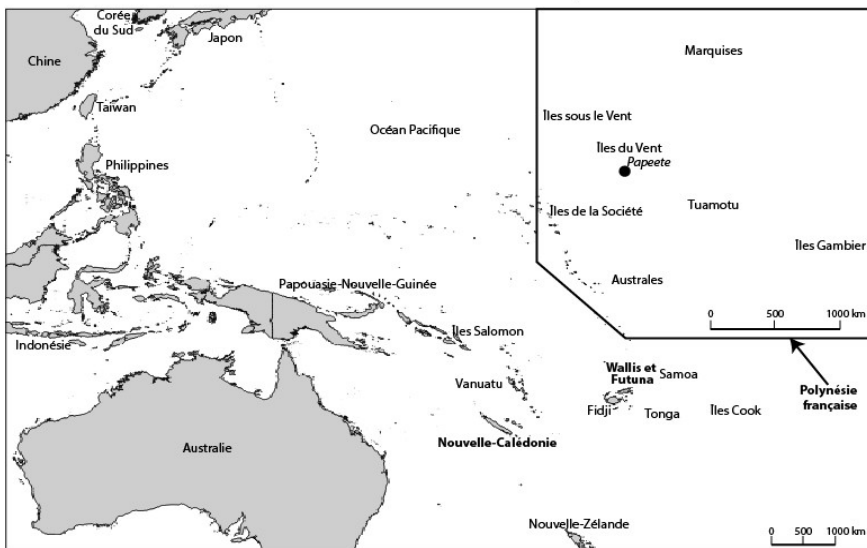 Corée
du Sud
Japon
Chine
Marquises
Taiwan
Îles sous le Vent
Océan Pacifique
Îles du Vent
Papeete
Philippines
Îles de la Société
Tuamotu
Îles Gambier
Australes
Papouasie-Nouvelle-Guinée
0 500 1000 km
Îles Salomon
Indonésie
Wallis et
Futuna
Samoa
Vanuatu
Polynésie
française
Fidji
Tonga
Îles Cook
Nouvelle-Calédonie
Australie
Nouvelle-Zélande
0 500 1000 km